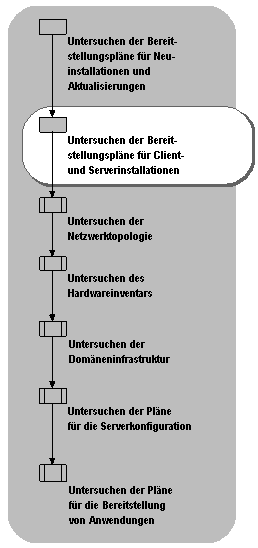 Untersuchen der Bereit-
stellungspläne für Neu-
installationen und
Aktualisierungen
Untersuchen der Bereit-
stellungspläne für Client-
und Serverinstallationen
Untersuchen der
Netzwerktopologie
Untersuchen des
Hardwareinventars
Untersuchen der
Domäneninfrastruktur
Untersuchen der Pläne
für die Serverkonfiguration
Untersuchen der Pläne
für die Bereitstellung
von Anwendungen